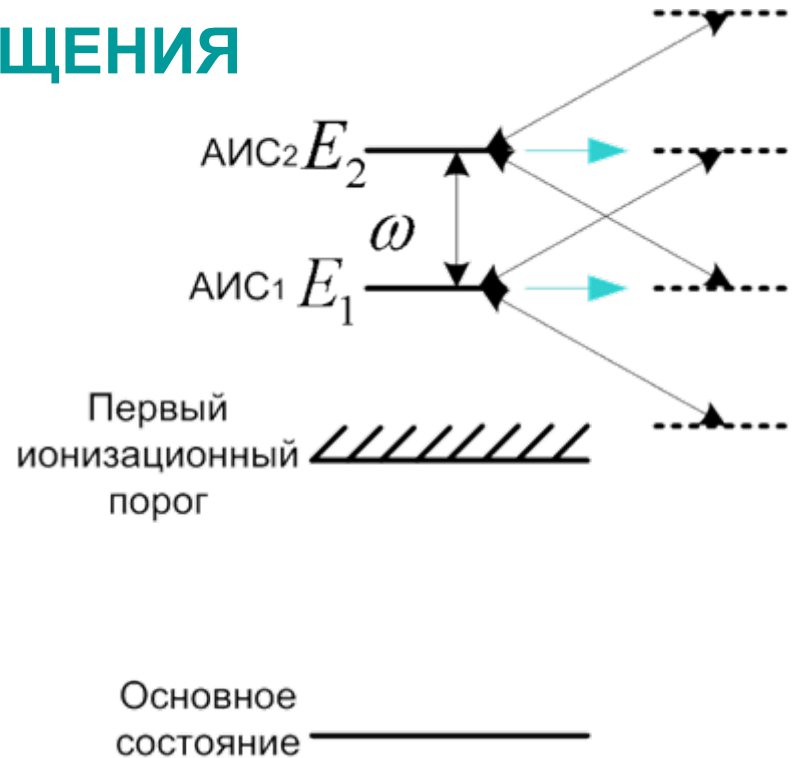 ЩЕНИЯ
АИС2 E2
ω
АИС1 E1
Первый
ионизационный
порог
Основное
состояние